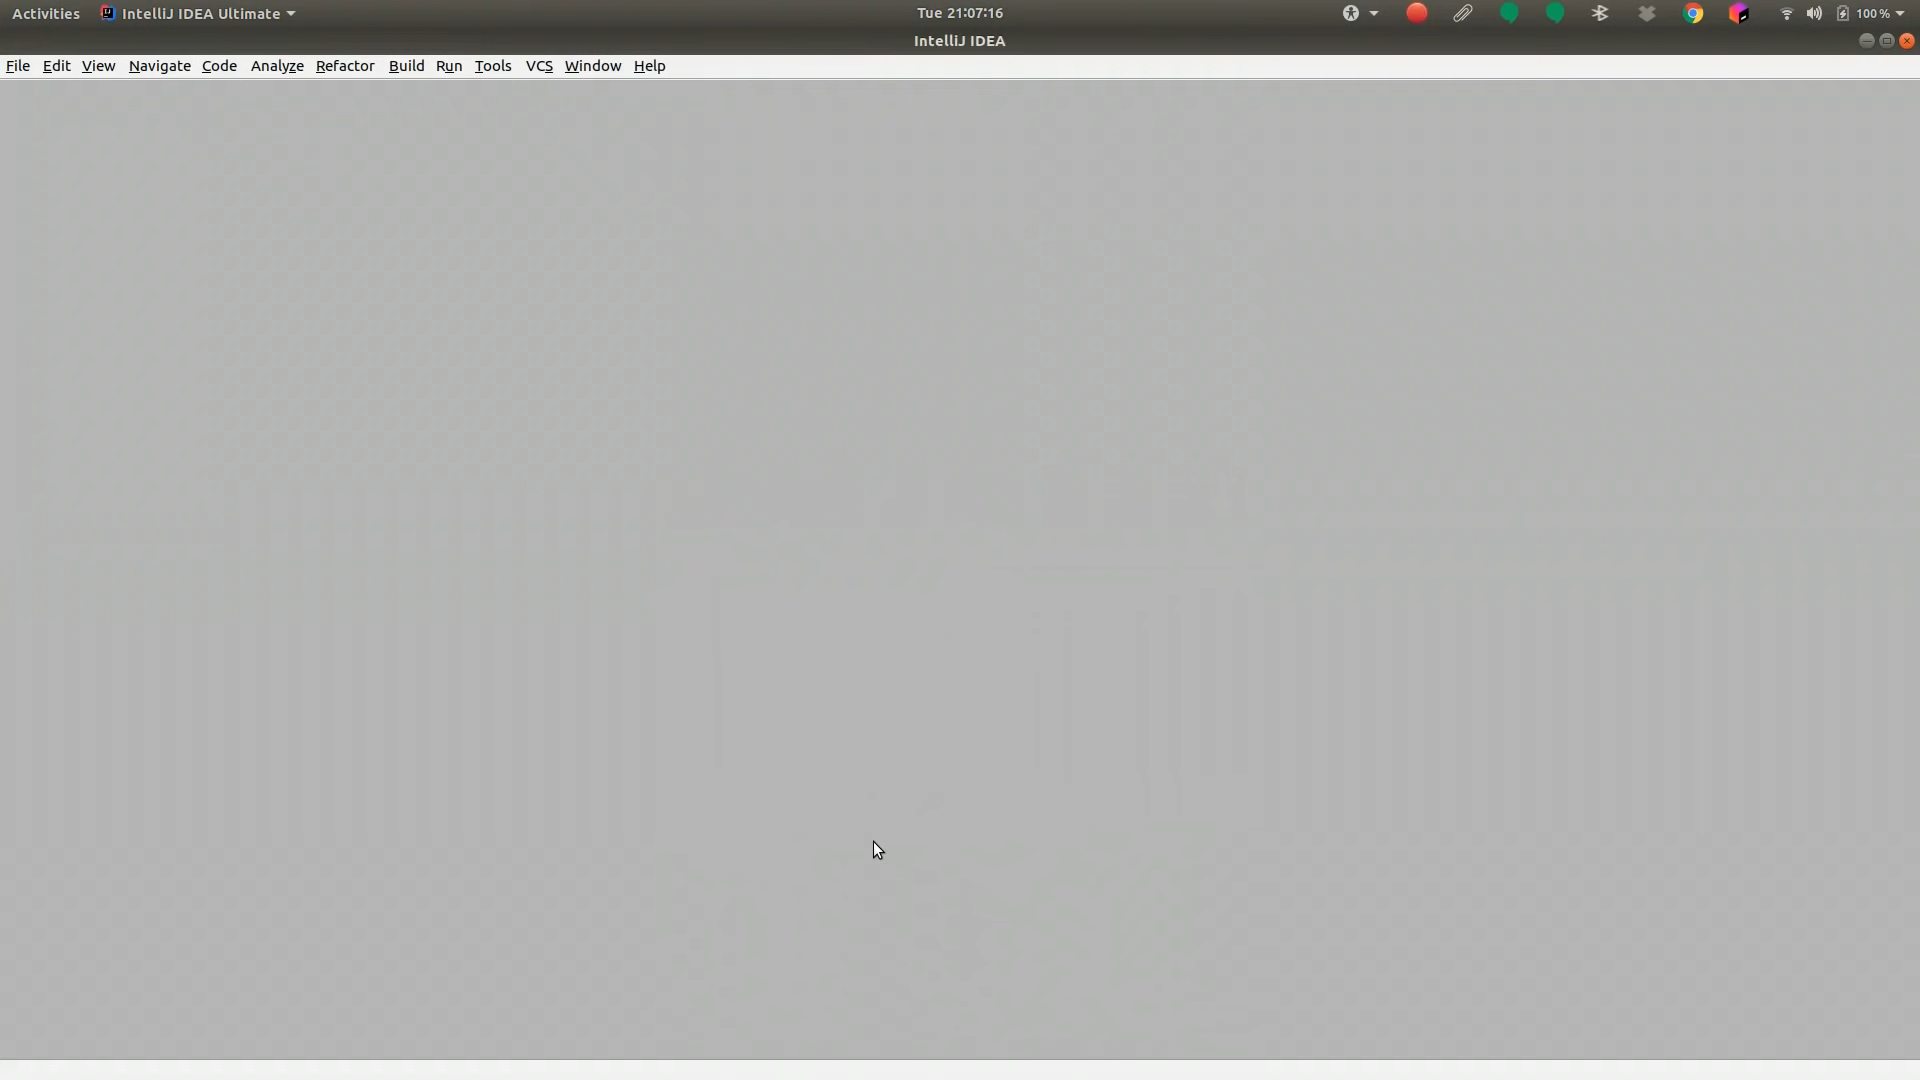 Activities IntelliJ IDEA Ultimate Tue 21:07:16 100 %
IntelliJ IDEA
File Edit View Navigate Code Analyze Refactor Build Run Tools VCS Window Help